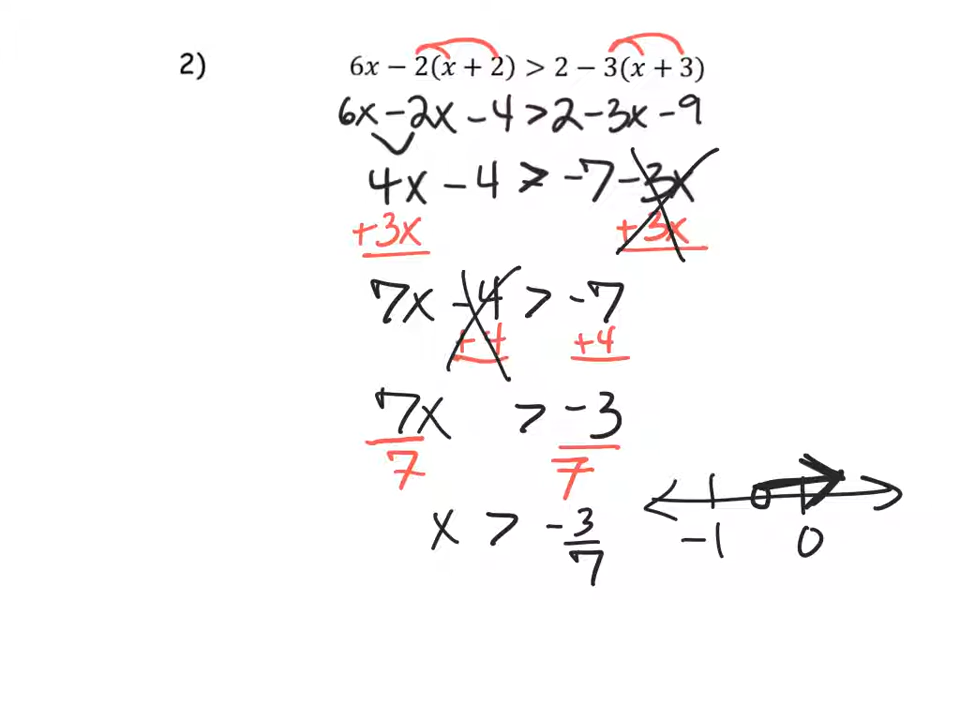 2) 6x − 2(x + 2) > 2 − 3(x + 3)
6x − 2x − 4 > 2 − 3x − 9
4x − 4 > −7 − 3x
+3x +3x
7x − 4 > −7
+4 +4
7x > −3
7 7
x > −3/7
−1 0